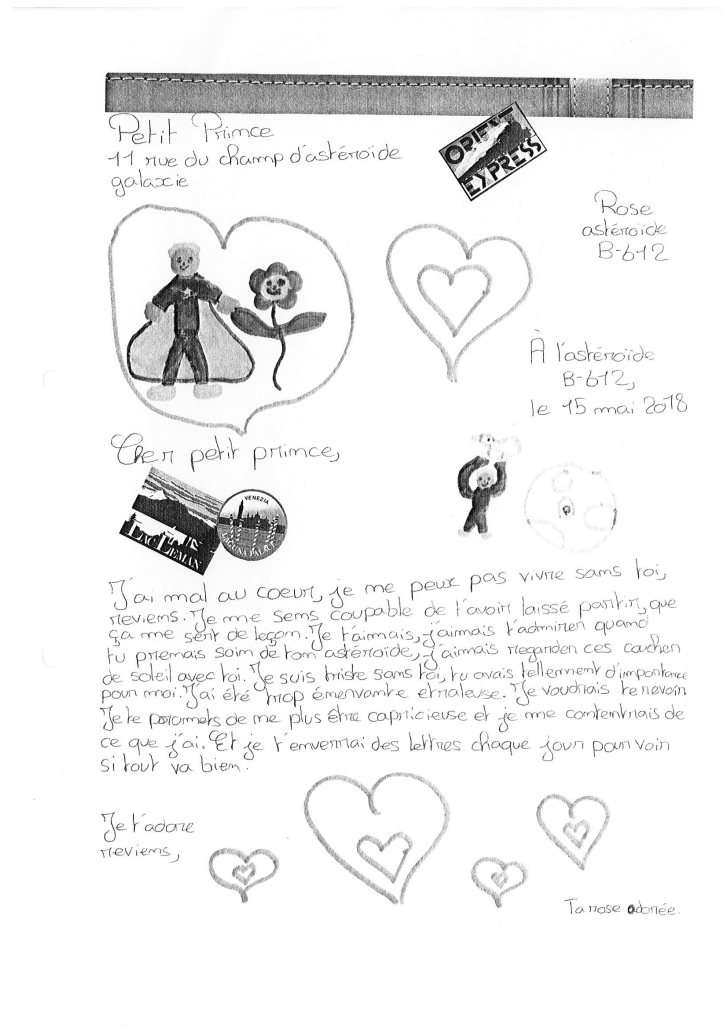 Petit Prince
11 rue du champ d'astéroïde
galaxie
ORIENT
EXPRESS
Rose
astéroïde
B-612
À l'astéroïde
B-612,
le 15 mai 2018
Cher petit prince,
LAC LEMAN
VENEZIA
LAGUNA PALACE
J'ai mal au coeur, je me peux pas vivre sans toi,
reviens. Je me sens coupable de t'avoir laissé partir, que
ça me sert de leçon. Je t'aimais, j'aimais t'admirer quand
tu prenais soin de ton astéroïde, j'aimais regarder ces coucher
de soleil avec toi. Je suis triste sans toi, tu avais tellement d'importance
pour moi. J'ai été trop énervante et raleuse. Je voudrais te revoir
Je te promets de ne plus être capricieuse et je me contentrais de
ce que j'ai. Et je t'enverrai des lettres chaque jour pour voir
si tout va bien.
Je t'adore
reviens,
Ta rose adorée.